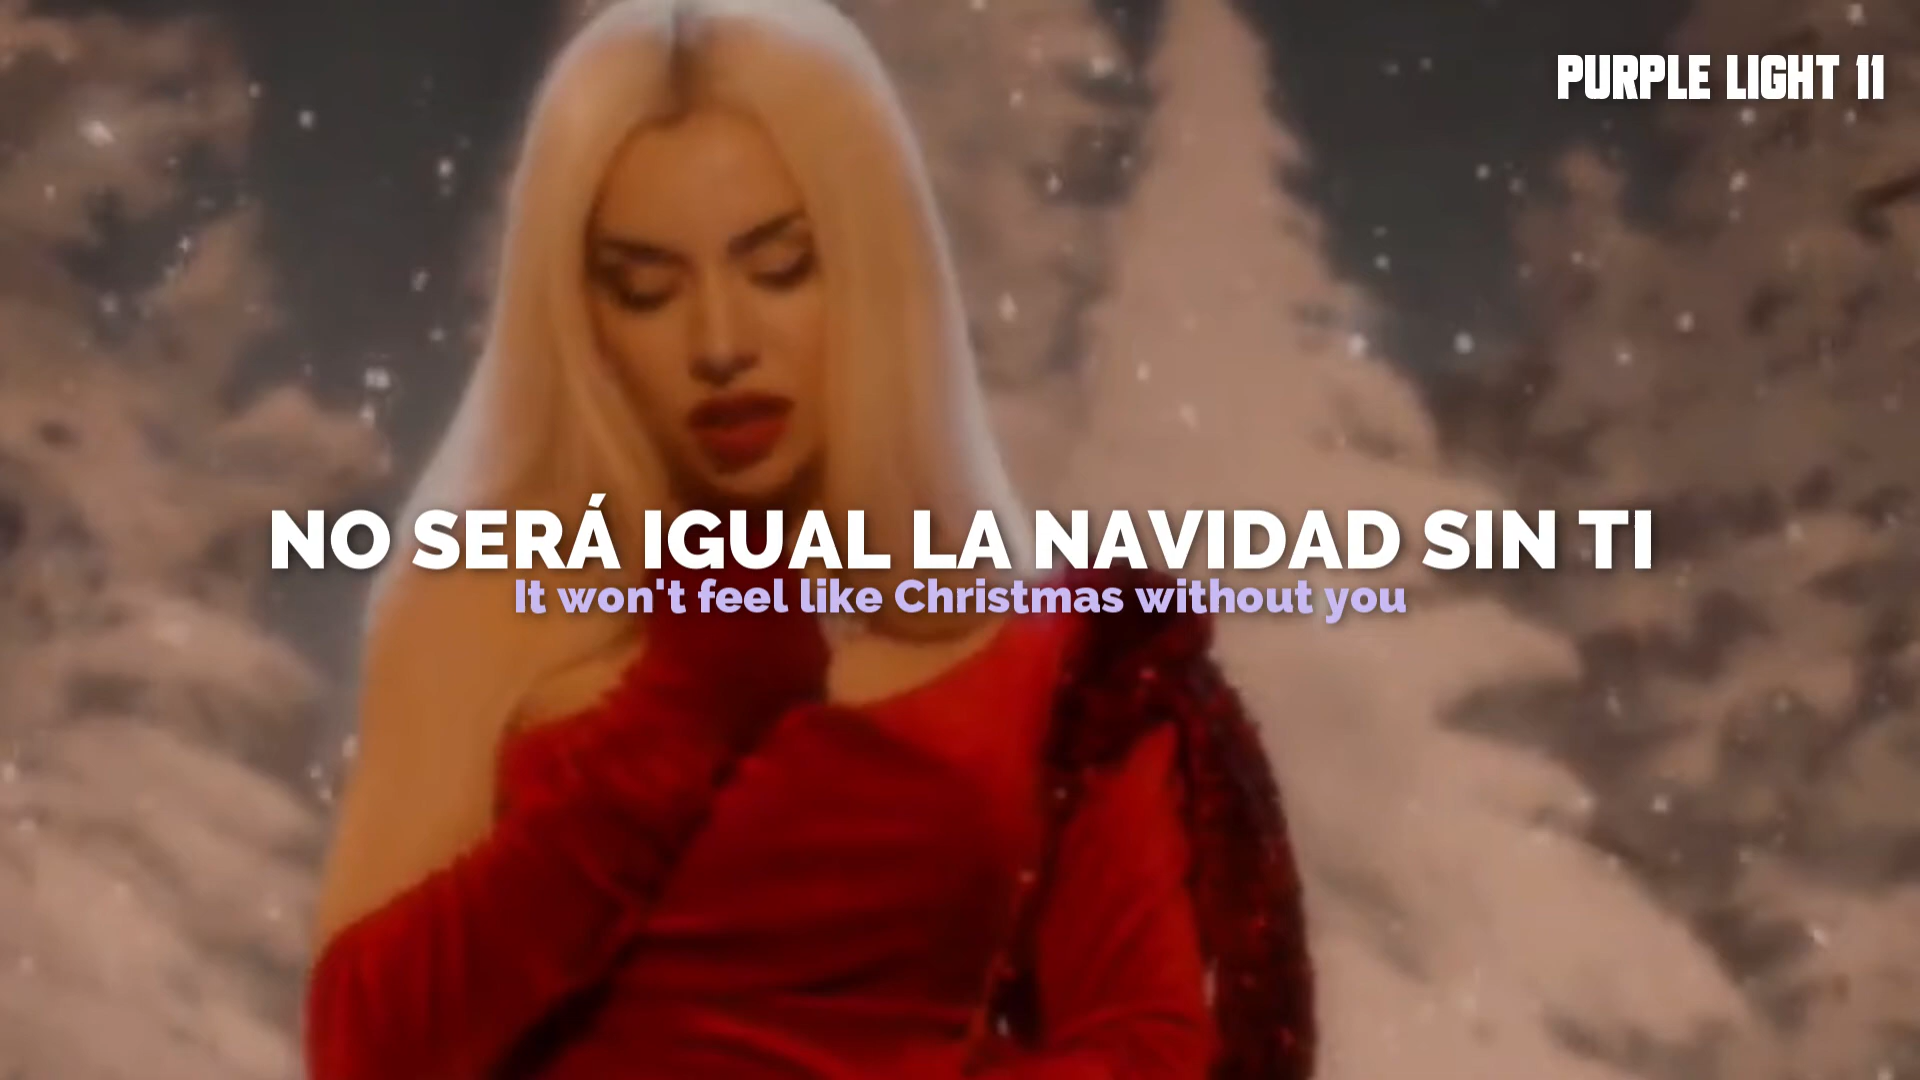 PURPLE LIGHT 11
NO SERÁ IGUAL LA NAVIDAD SIN TI
It won't feel like Christmas without you